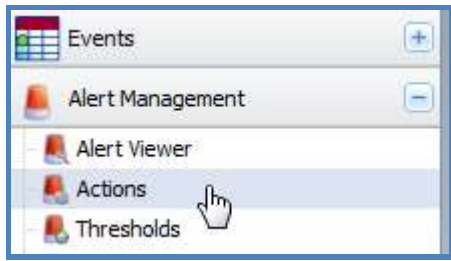 Events
Alert Management
Alert Viewer
Actions
Thresholds